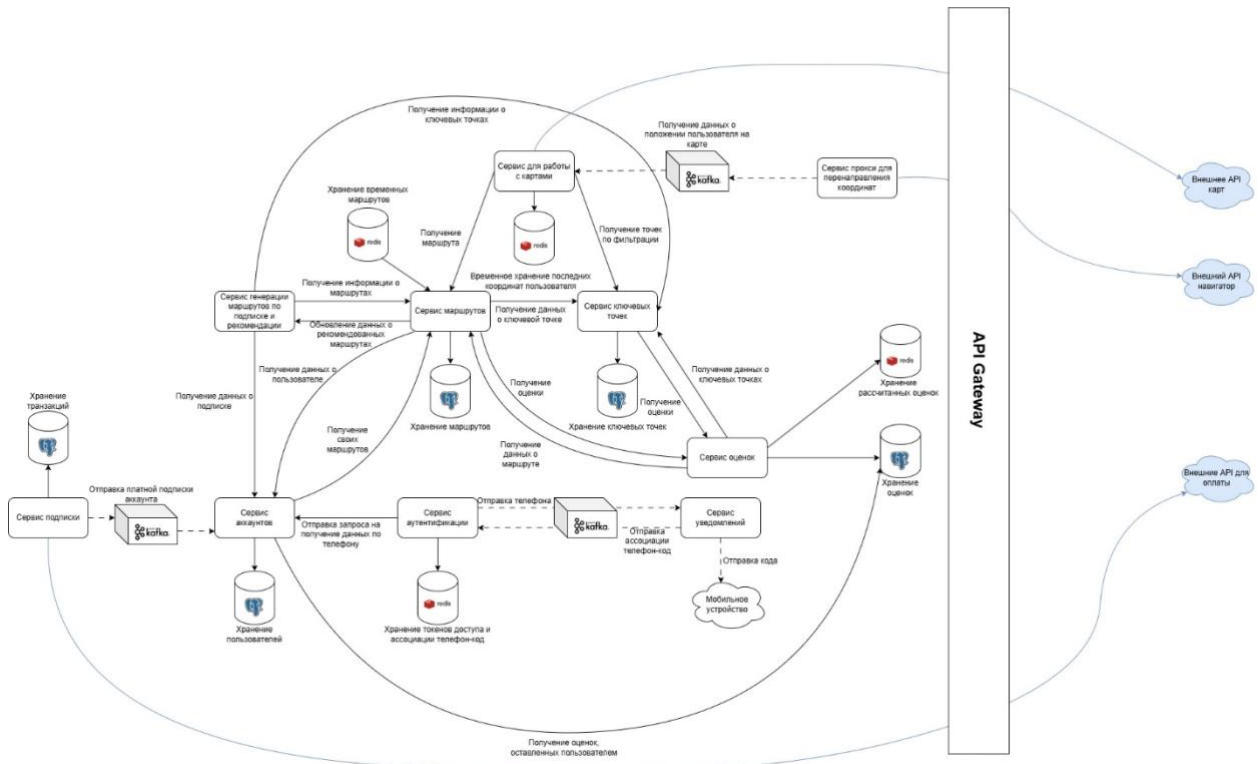 Получение информации о
ключевых точках
Получение данных о
положении пользователя на
карте
kafka
Сервис для работы
с картами
Сервис прокси для
перенаправления
координат
Внешнее API
карт
Хранение временных
маршрутов
redis
Получение
маршрута
redis
Получение точек
по фильтрации
Временное хранение последних
координат пользователя
Внешний API
навигатор
Получение информации о
маршрутах
Сервис генерации
маршрутов по
подписке и
рекомендации
Сервис маршрутов
Получение данных
о ключевой точке
Сервис ключевых
точек
Обновление данных о
рекомендованных
маршрутах
API Gateway
redis
Хранение
рассчитанных оценок
Получение данных о
пользователе
Получение данных о
подписке
Получение данных о
ключевых точках
Получение
оценки
Получение
оценки
Хранение
транзакций
Хранение маршрутов
Хранение ключевых точек
Получение
своих
маршрутов
Получение
данных о
маршруте
Сервис оценок
Хранение
оценок
Внешние API для
оплаты
Отправка платной подписки
аккаунта
Сервис подписки
kafka
Сервис
аккаунтов
Отправка запроса на
получение данных по
телефону
Сервис
аутентификации
Отправка телефона
kafka
Отправка
ассоциации
телефон-код
Сервис
уведомлений
Отправка кода
Мобильное
устройство
redis
Хранение
пользователей
Хранение токенов доступа и
ассоциации телефон-код
Получение оценок,
оставленных пользователем